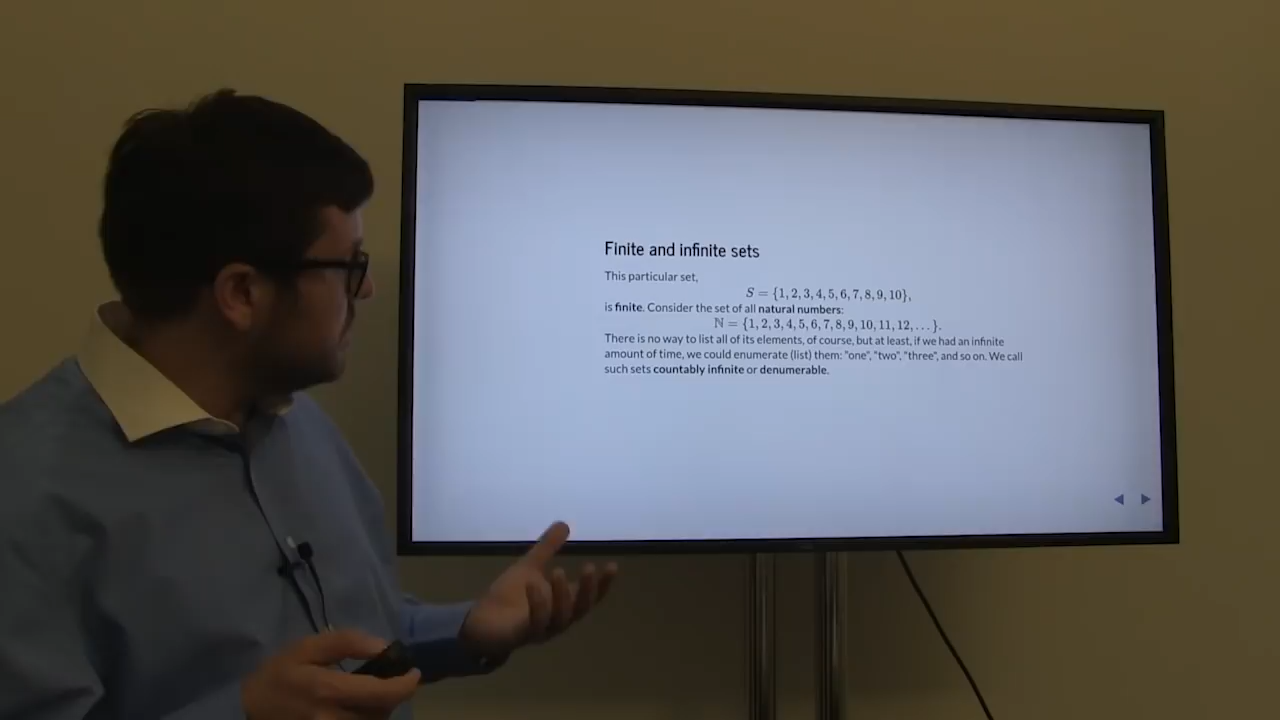 Finite and infinite sets
This particular set,
S = {1, 2, 3, 4, 5, 6, 7, 8, 9, 10},
is finite. Consider the set of all natural numbers:
ℕ = {1, 2, 3, 4, 5, 6, 7, 8, 9, 10, 11, 12, . . . }.
There is no way to list all of its elements, of course, but at least, if we had an infinite
amount of time, we could enumerate (list) them: "one", "two", "three", and so on. We call
such sets countably infinite or denumerable.